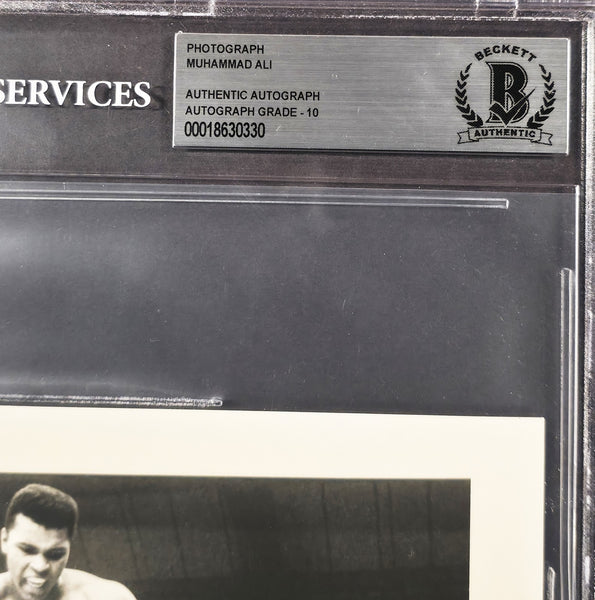 SERVICES
PHOTOGRAPH
MUHAMMAD ALI
AUTHENTIC AUTOGRAPH
AUTOGRAPH GRADE - 10
00018630330
BECKETT
B
AUTHENTIC